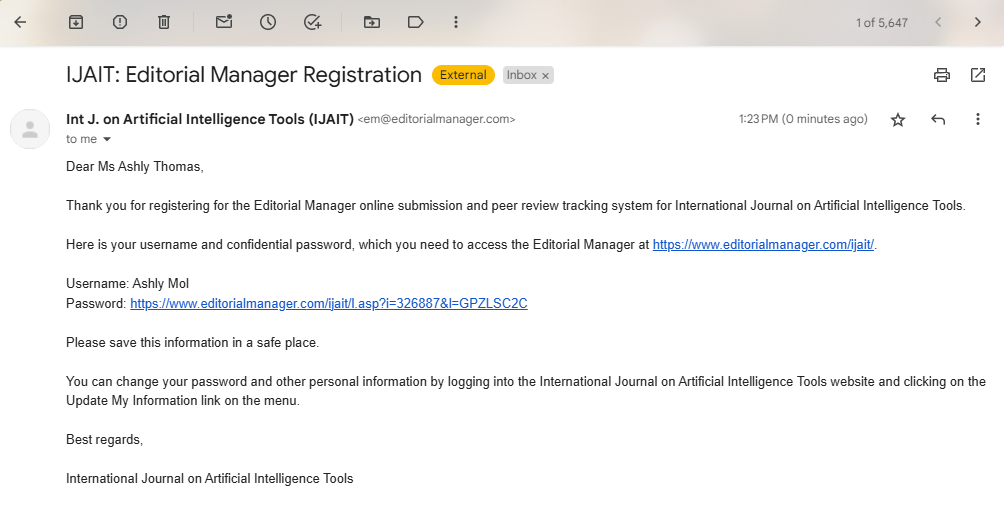 1 of 5,647
IJAIT: Editorial Manager Registration External Inbox x
Int J. on Artificial Intelligence Tools (IJAIT) <em@editorialmanager.com> 1:23 PM (0 minutes ago)
to me
Dear Ms Ashly Thomas,
Thank you for registering for the Editorial Manager online submission and peer review tracking system for International Journal on Artificial Intelligence Tools.
Here is your username and confidential password, which you need to access the Editorial Manager at https://www.editorialmanager.com/ijait/.
Username: Ashly Mol
Password: https://www.editorialmanager.com/ijait/l.asp?i=326887&l=GPZLSC2C
Please save this information in a safe place.
You can change your password and other personal information by logging into the International Journal on Artificial Intelligence Tools website and clicking on the
Update My Information link on the menu.
Best regards,
International Journal on Artificial Intelligence Tools